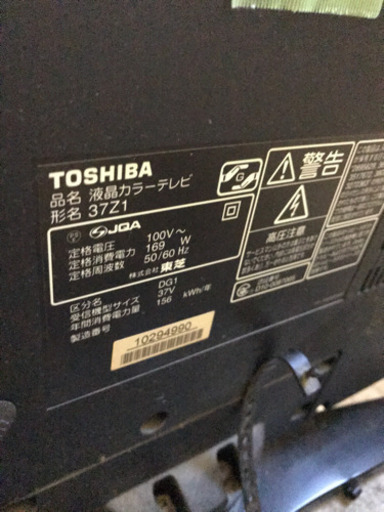 TOSHIBA
品名 液晶カラーテレビ
形名 37Z1
JQA
定格電圧 100V～
定格消費電力 169 W
定格周波数 50/60 Hz
株式会社 東芝
区分名 DG1
受信機型サイズ 37V
年間消費電力量 156 kWh/年
製造番号
10294990
G
警告
高圧注意